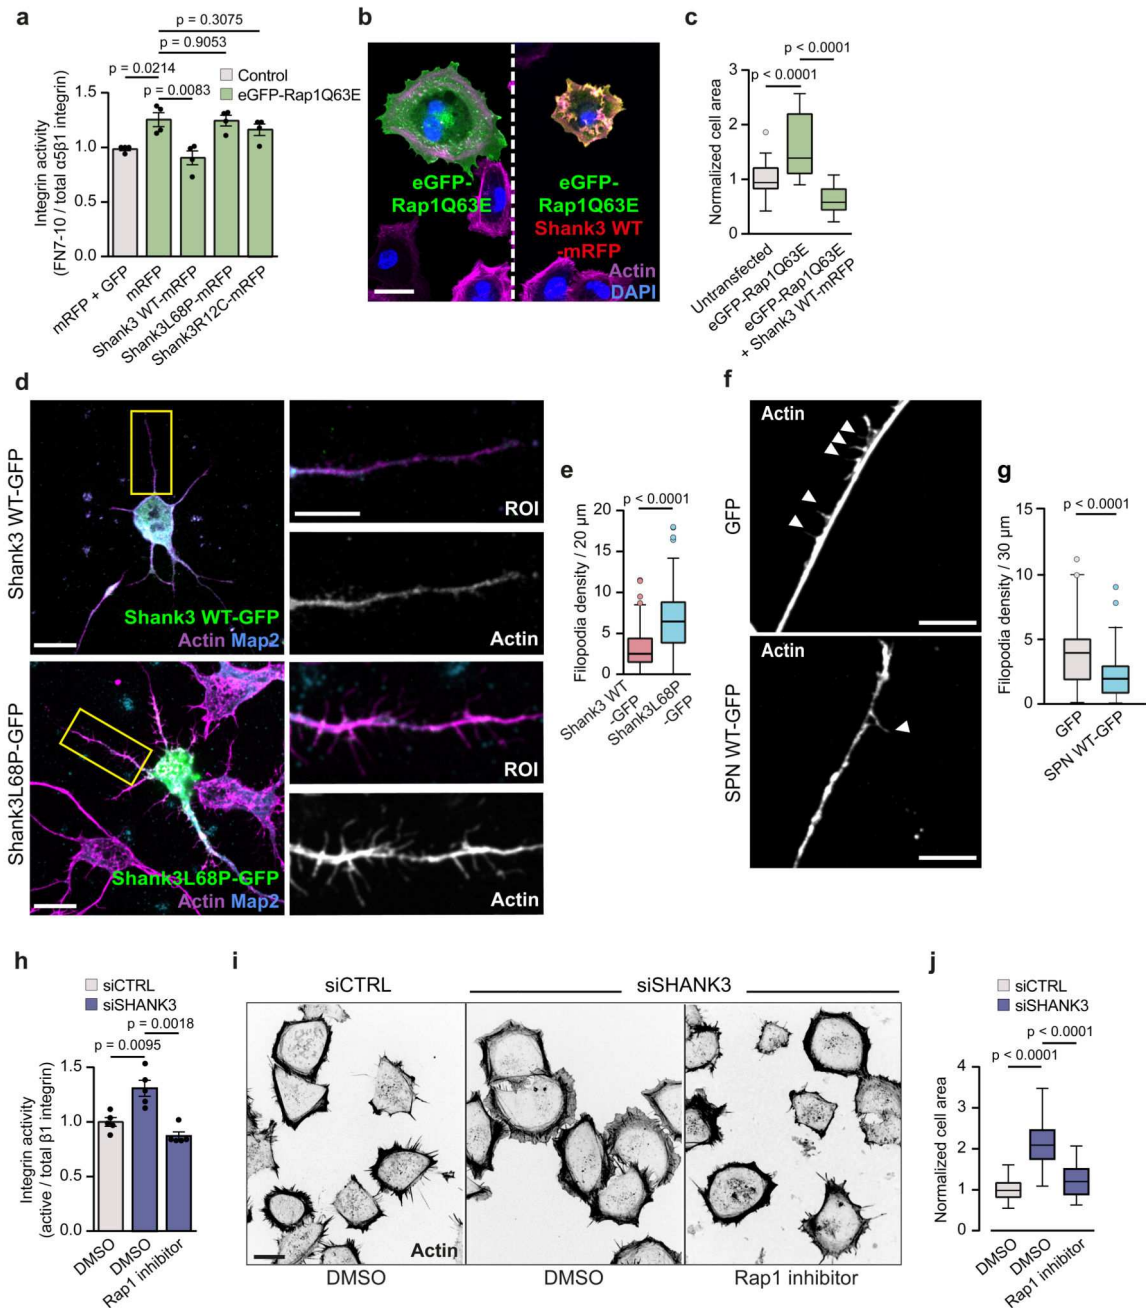 a
p = 0.3075
p = 0.9053
p = 0.0214
p = 0.0083
Control
eGFP-Rap1Q63E
Integrin activity
(FN7-10 / total α5β1 integrin)
1.5
1.0
0.5
0.0
mRFP + GFP
mRFP
Shank3 WT-mRFP
Shank3L68P-mRFP
Shank3R12C-mRFP
b
eGFP-
Rap1Q63E
eGFP-
Rap1Q63E
Shank3 WT
-mRFP
Actin
DAPI
c
p < 0.0001
p < 0.0001
Normalized cell area
3
2
1
0
Untransfected
eGFP-Rap1Q63E
eGFP-Rap1Q63E
+ Shank3 WT-mRFP
d
Shank3 WT-GFP
Shank3 WT-GFP
Actin Map2
ROI
Actin
Shank3L68P-GFP
Shank3L68P-GFP
Actin Map2
ROI
Actin
e
p < 0.0001
Filopodia density / 20 µm
20
15
10
5
0
Shank3 WT
-GFP
Shank3L68P
-GFP
f
GFP
Actin
SPN WT-GFP
Actin
g
p < 0.0001
Filopodia density / 30 µm
15
10
5
0
GFP
SPN WT-GFP
h
siCTRL
siSHANK3
p = 0.0018
p = 0.0095
Integrin activity
(active / total β1 integrin)
1.5
1.0
0.5
0.0
DMSO
DMSO
Rap1 inhibitor
i
siCTRL
siSHANK3
Actin
DMSO
DMSO
Rap1 inhibitor
j
siCTRL
siSHANK3
p < 0.0001
p < 0.0001
Normalized cell area
4
3
2
1
0
DMSO
DMSO
Rap1 inhibitor